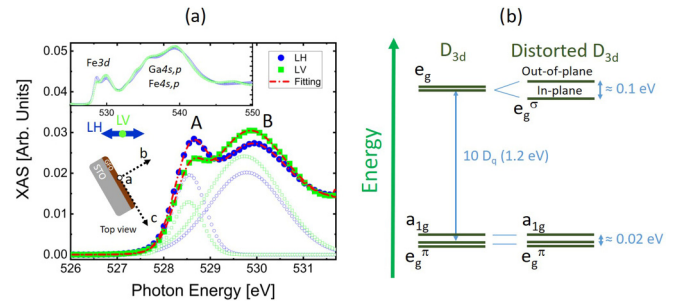 (a)
0.05
0.04
0.03
0.02
0.01
0.00
XAS [Arb. Units]
Fe3d
Ga4s,p
Fe4s,p
530
540
550
LH
LV
Fitting
LH
LV
A
B
b
a
c
STO
Top view
526
527
528
529
530
531
Photon Energy [eV]
(b)
Energy
D3d
Distorted D3d
eg
Out-of-plane
In-plane
egσ
≈ 0.1 eV
10 Dq (1.2 eV)
a1g
egπ
a1g
egπ
≈0.02 eV